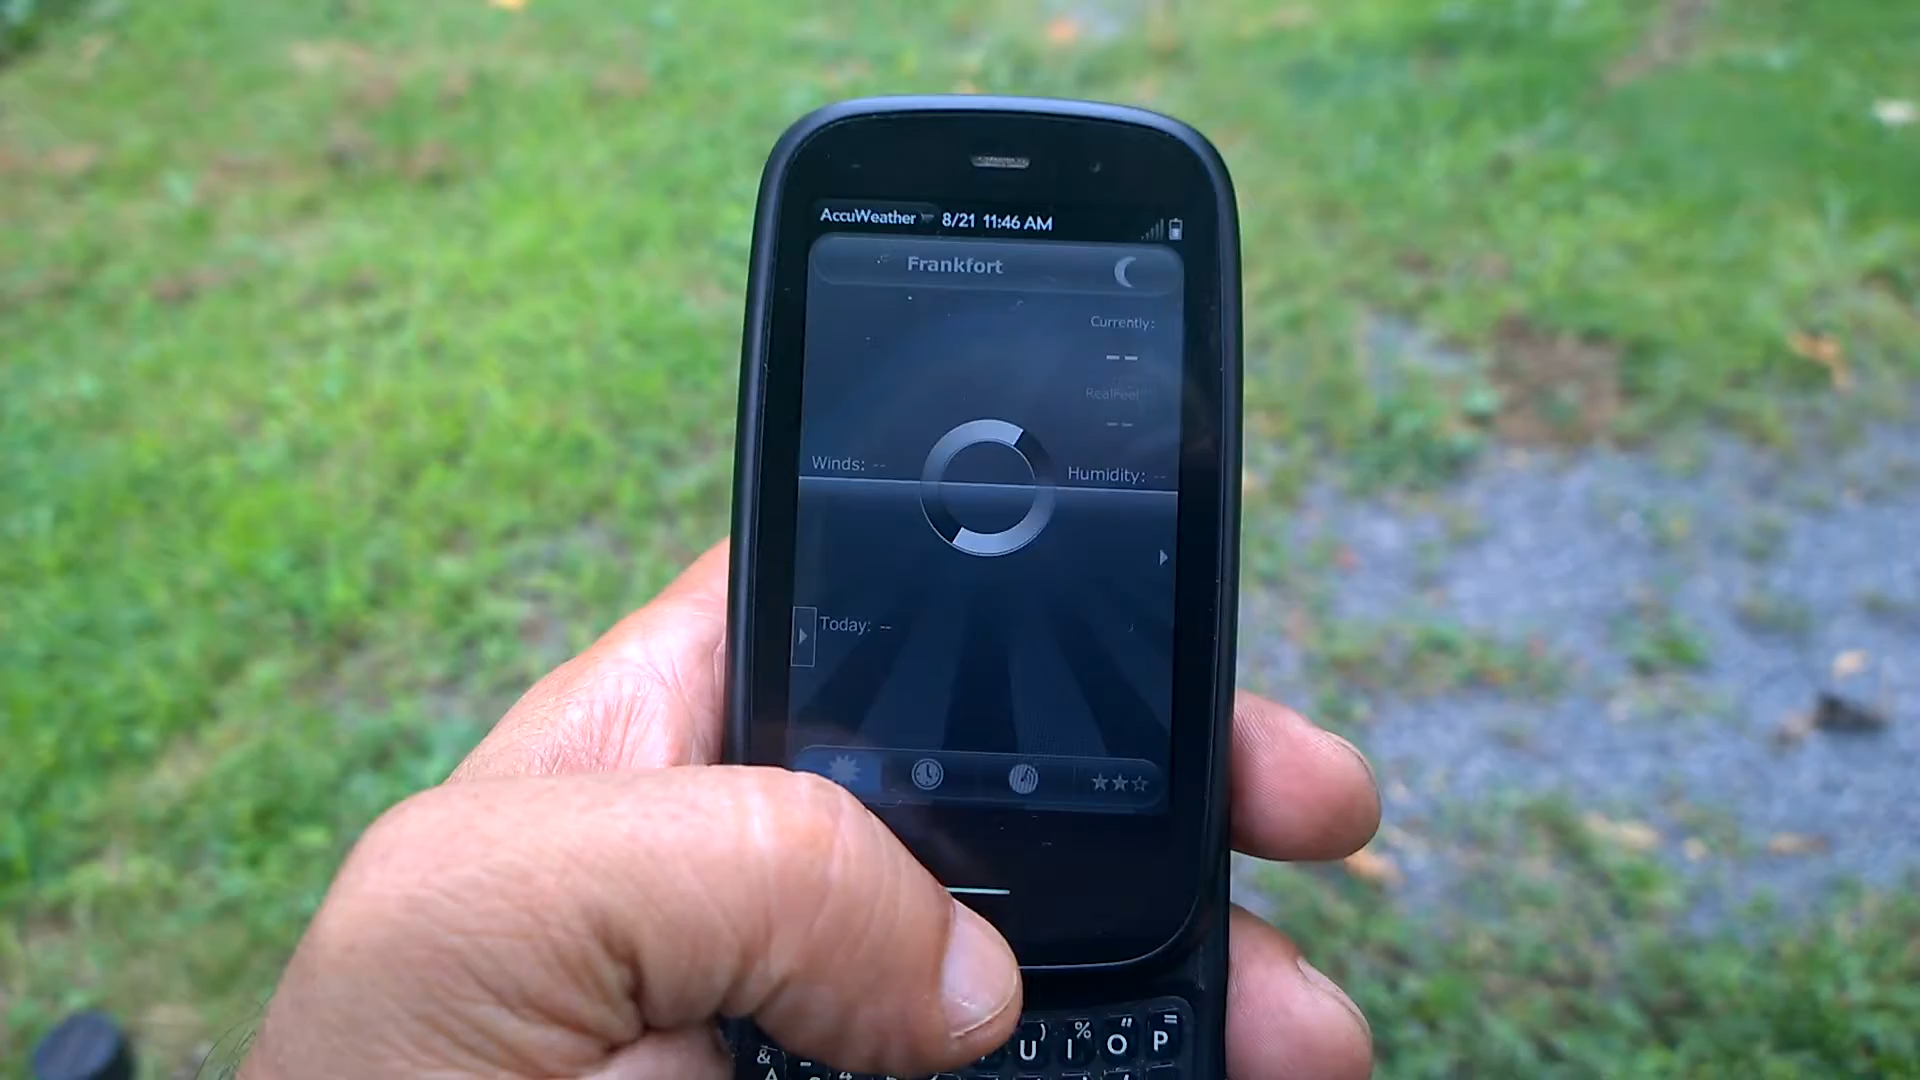 AccuWeather 8/21 11:46 AM
Frankfort
Currently:
--
RealFeel
--
Winds: --
Humidity: --
Today: --
) % " =
U I O P
&